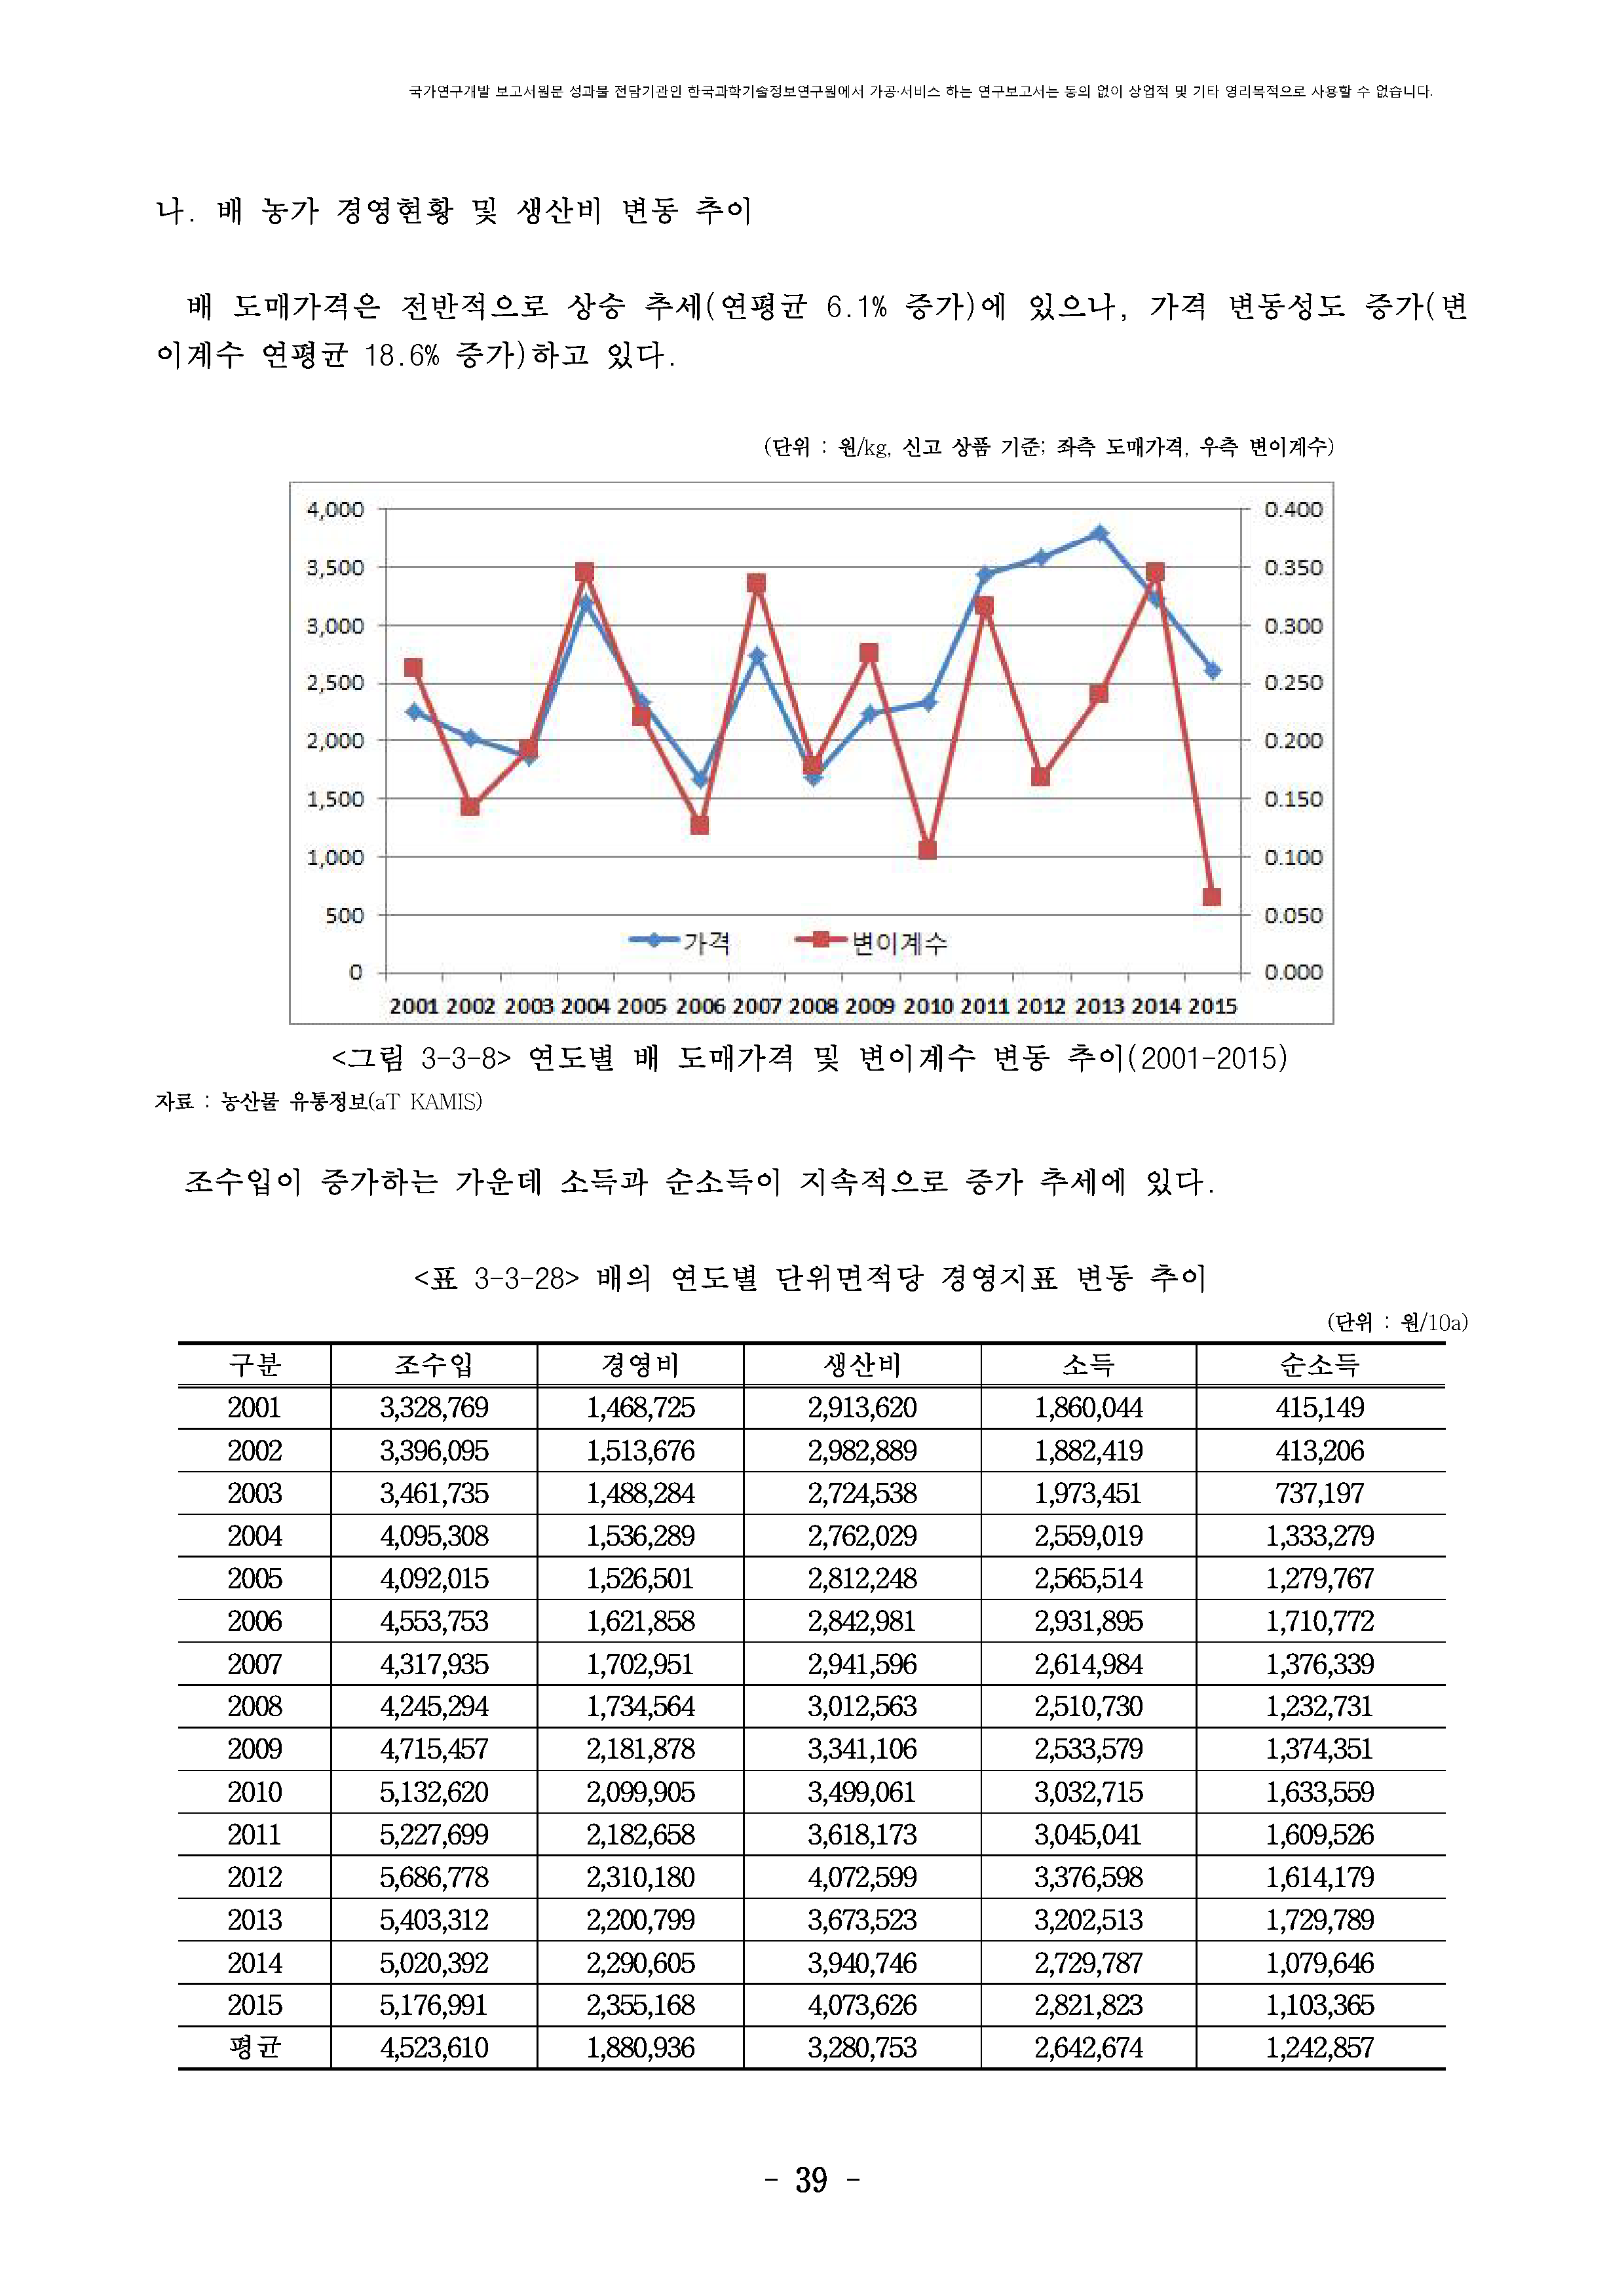 국가연구개발 보고서원문 성과물 전담기관인 한국과학기술정보연구원에서 가공·서비스 하는 연구보고서는 동의 없이 상업적 및 기타 영리목적으로 사용할 수 없습니다.
나. 배 농가 경영현황 및 생산비 변동 추이
배 도매가격은 전반적으로 상승 추세(연평균 6.1% 증가)에 있으나, 가격 변동성도 증가(변
이계수 연평균 18.6% 증가)하고 있다.
(단위 : 원/kg, 신고 상품 기준; 좌측 도매가격, 우측 변이계수)
4,000 0.400
3,500 0.350
3,000 0.300
2,500 0.250
2,000 0.200
1,500 0.150
1,000 0.100
500 0.050
가격 변이계수
0 0.000
2001 2002 2003 2004 2005 2006 2007 2008 2009 2010 2011 2012 2013 2014 2015
<그림 3-3-8> 연도별 배 도매가격 및 변이계수 변동 추이(2001-2015)
자료 : 농산물 유통정보(aT KAMIS)
조수입이 증가하는 가운데 소득과 순소득이 지속적으로 증가 추세에 있다.
<표 3-3-28> 배의 연도별 단위면적당 경영지표 변동 추이
(단위 : 원/10a)
구분 조수입 경영비 생산비 소득 순소득
2001 3,328,769 1,468,725 2,913,620 1,860,044 415,149
2002 3,396,095 1,513,676 2,982,889 1,882,419 413,206
2003 3,461,735 1,488,284 2,724,538 1,973,451 737,197
2004 4,095,308 1,536,289 2,762,029 2,559,019 1,333,279
2005 4,092,015 1,526,501 2,812,248 2,565,514 1,279,767
2006 4,553,753 1,621,858 2,842,981 2,931,895 1,710,772
2007 4,317,935 1,702,951 2,941,596 2,614,984 1,376,339
2008 4,245,294 1,734,564 3,012,563 2,510,730 1,232,731
2009 4,715,457 2,181,878 3,341,106 2,533,579 1,374,351
2010 5,132,620 2,099,905 3,499,061 3,032,715 1,633,559
2011 5,227,699 2,182,658 3,618,173 3,045,041 1,609,526
2012 5,686,778 2,310,180 4,072,599 3,376,598 1,614,179
2013 5,403,312 2,200,799 3,673,523 3,202,513 1,729,789
2014 5,020,392 2,290,605 3,940,746 2,729,787 1,079,646
2015 5,176,991 2,355,168 4,073,626 2,821,823 1,103,365
평균 4,523,610 1,880,936 3,280,753 2,642,674 1,242,857
- 39 -